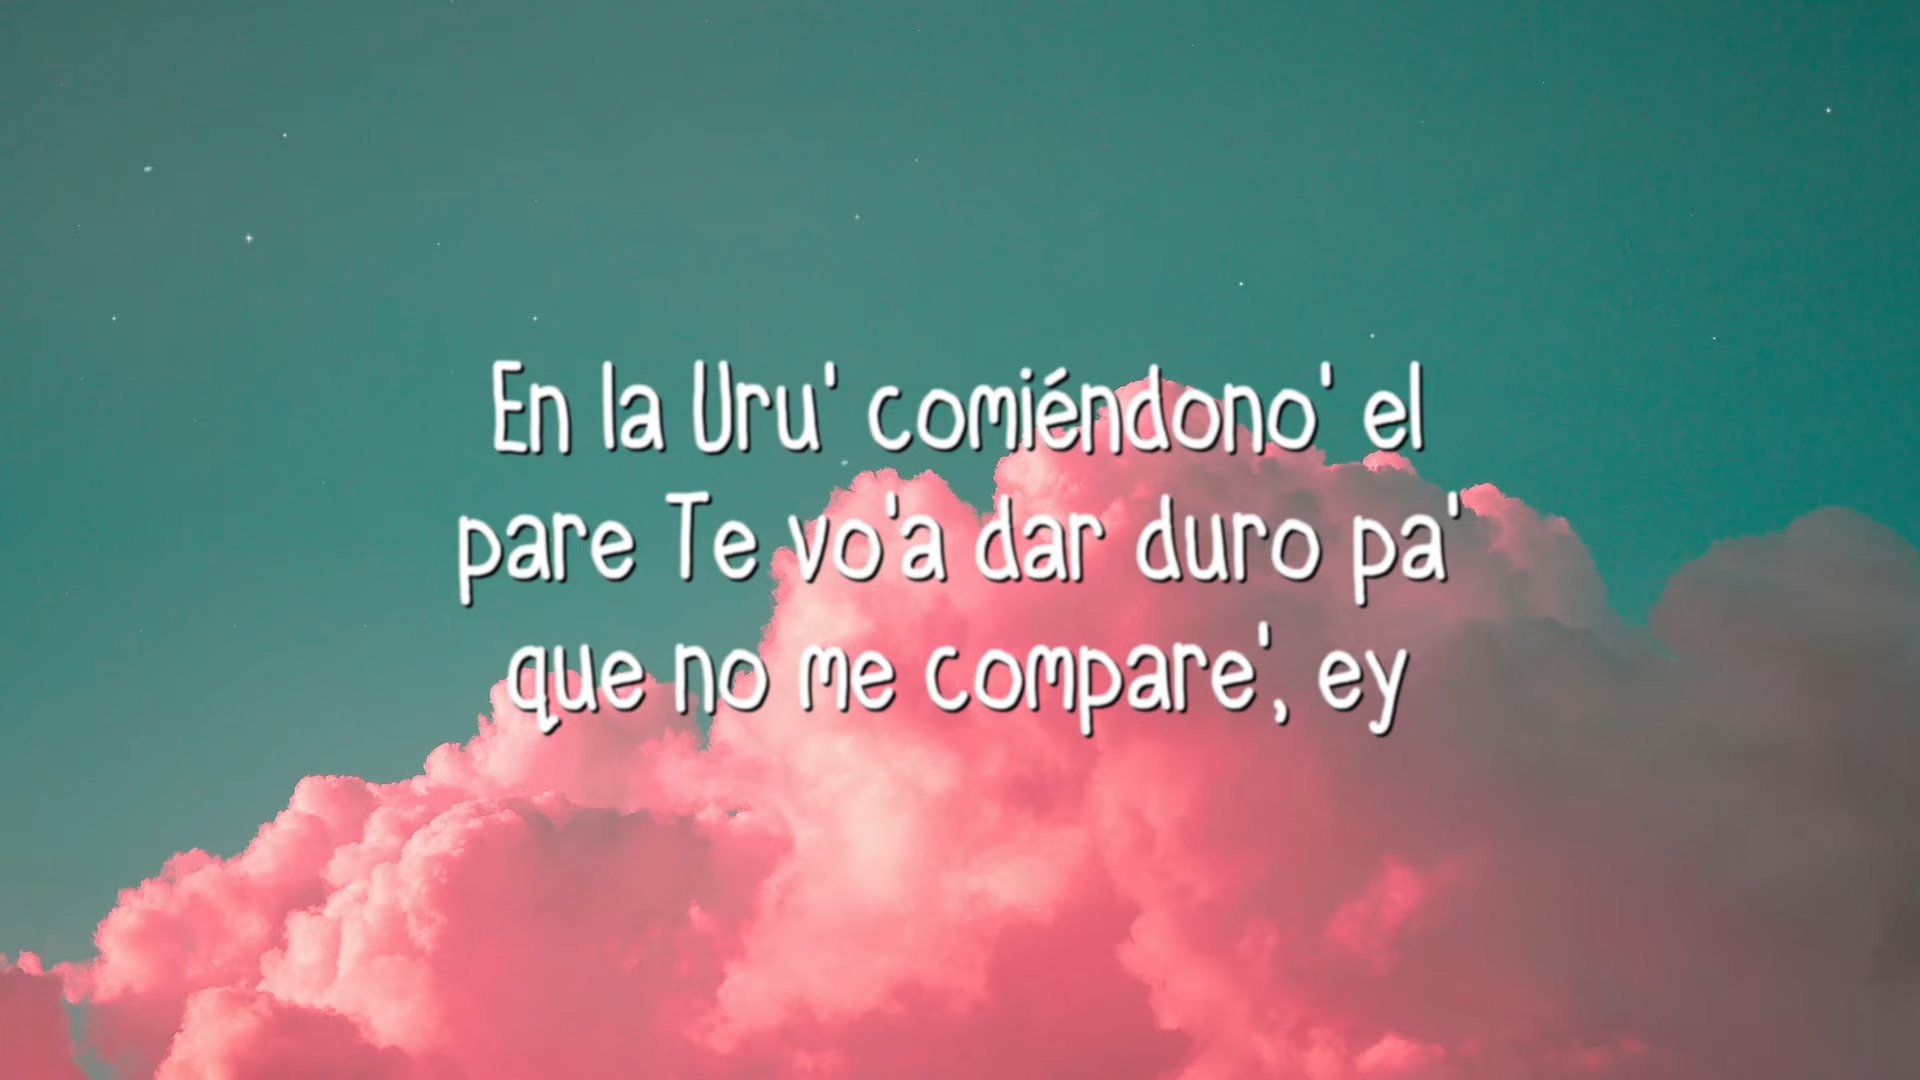 En la Uru' comiéndono' el
pare Te vo'a dar duro pa'
que no me compare', ey